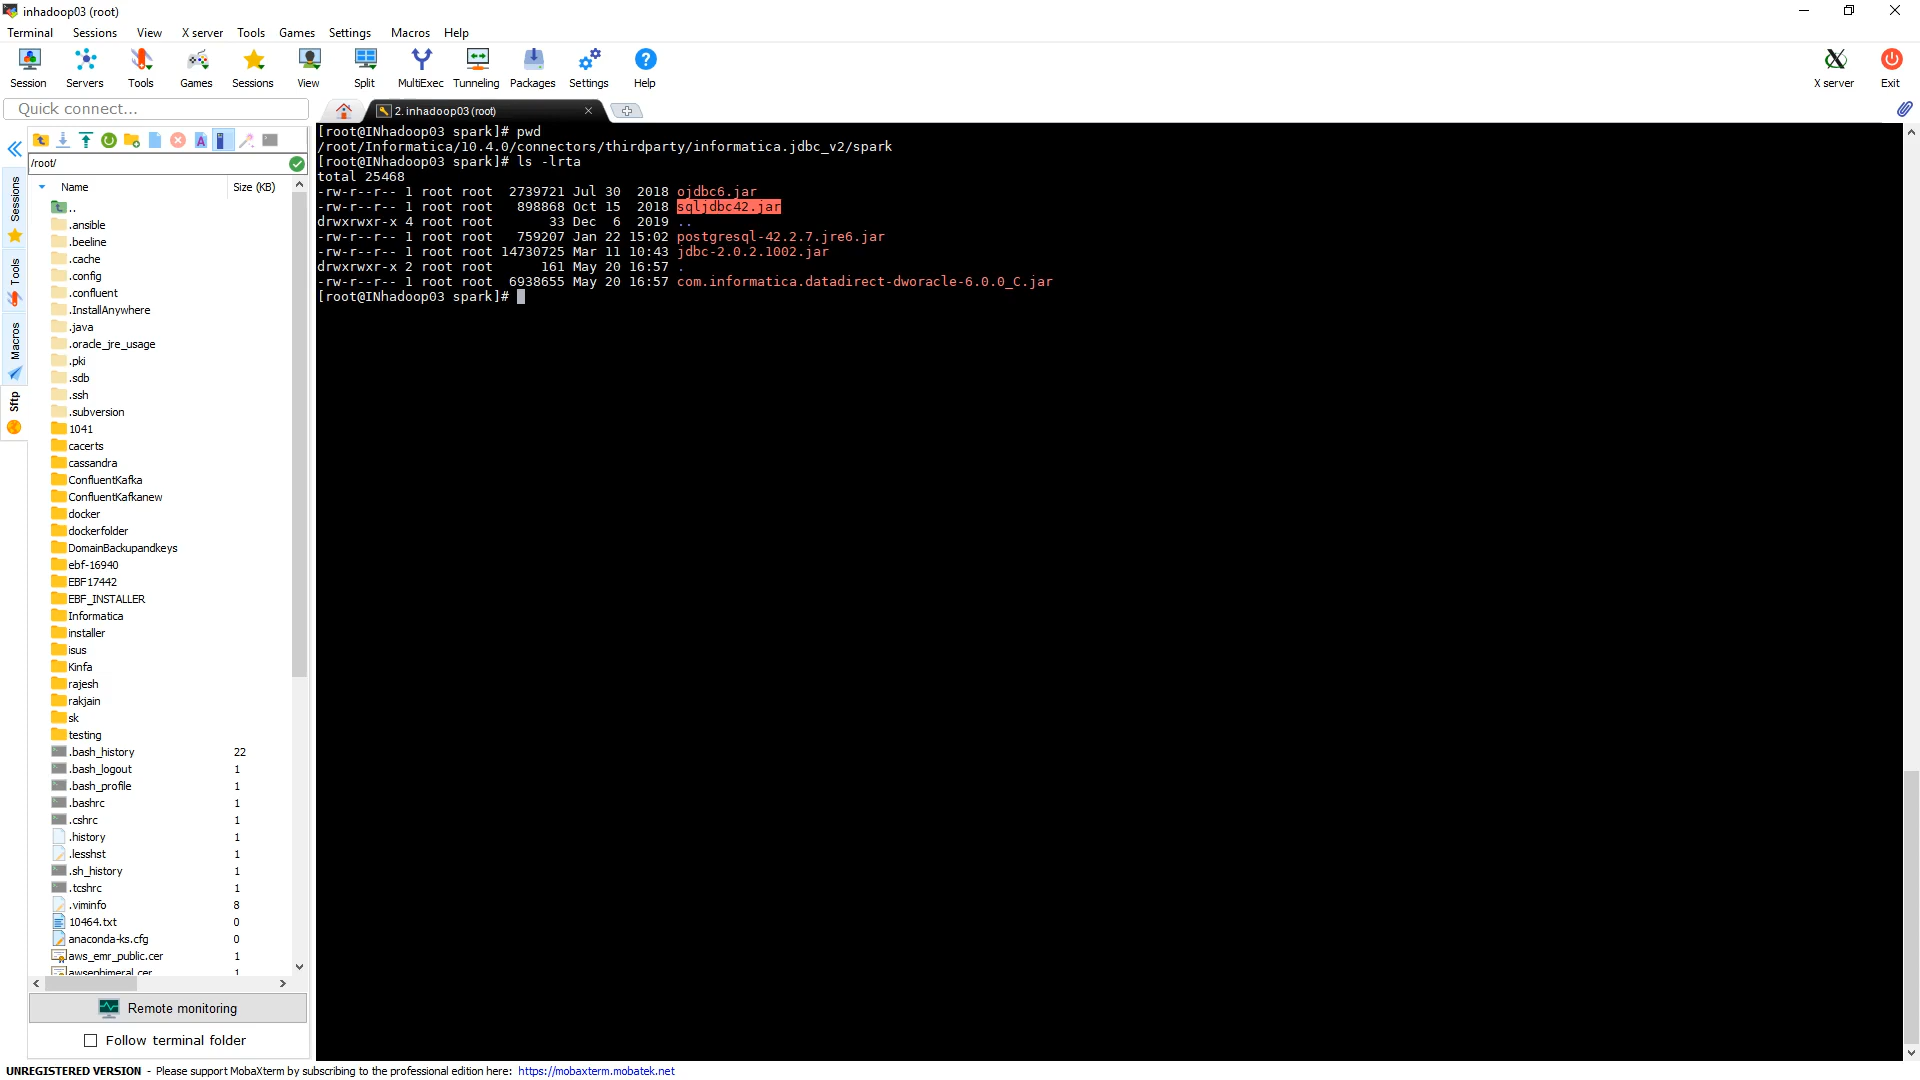 inhadoop03 (root)
Terminal Sessions View X server Tools Games Settings Macros Help
Session Servers Tools Games Sessions View Split MultiExec Tunneling Packages Settings Help X server Exit
Quick connect...
2. inhadoop03 (root)
/root/
Name Size (KB)
..
.ansible
.beeline
.cache
.config
.confluent
.InstallAnywhere
.java
.oracle_jre_usage
.pki
.sdb
.ssh
.subversion
1041
cacerts
cassandra
ConfluentKafka
ConfluentKafkanew
docker
dockerfolder
DomainBackupandkeys
ebf-16940
EBF17442
EBF_INSTALLER
Informatica
installer
isus
Kinfa
rajesh
rakjain
sk
testing
.bash_history 22
.bash_logout 1
.bash_profile 1
.bashrc 1
.cshrc 1
.history 1
.lesshst 1
.sh_history 1
.tcshrc 1
.viminfo 8
10464.txt 0
anaconda-ks.cfg 0
aws_emr_public.cer 1
awsephimeral.cer 1
Sessions
Tools
Macros
Sftp
Remote monitoring
Follow terminal folder
[root@INhadoop03 spark]# pwd
/root/Informatica/10.4.0/connectors/thirdparty/informatica.jdbc_v2/spark
[root@INhadoop03 spark]# ls -lrta
total 25468
-rw-r--r-- 1 root root 2739721 Jul 30 2018 ojdbc6.jar
-rw-r--r-- 1 root root 898868 Oct 15 2018 sqljdbc42.jar
drwxrwxr-x 4 root root 33 Dec 6 2019 ..
-rw-r--r-- 1 root root 759207 Jan 22 15:02 postgresql-42.2.7.jre6.jar
-rw-r--r-- 1 root root 14730725 Mar 11 10:43 jdbc-2.0.2.1002.jar
drwxrwxr-x 2 root root 161 May 20 16:57 .
-rw-r--r-- 1 root root 6938655 May 20 16:57 com.informatica.datadirect-dworacle-6.0.0_C.jar
[root@INhadoop03 spark]#
UNREGISTERED VERSION - Please support MobaXterm by subscribing to the professional edition here: https://mobaxterm.mobatek.net